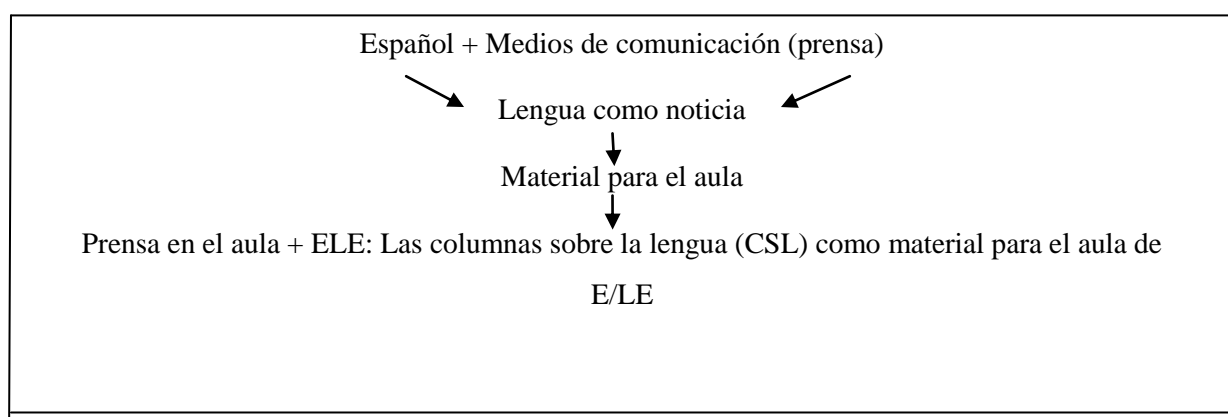 Español + Medios de comunicación (prensa)
Lengua como noticia
Material para el aula
Prensa en el aula + ELE: Las columnas sobre la lengua (CSL) como material para el aula de
E/LE